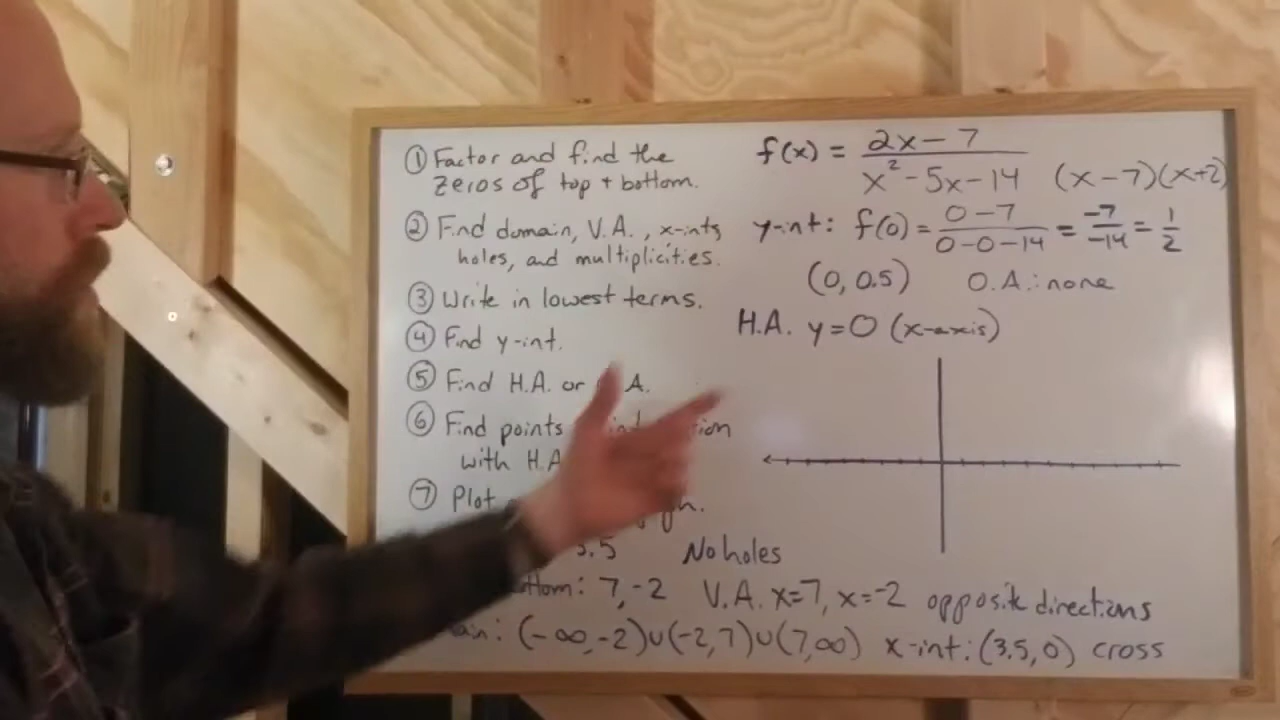 ① Factor and find the
zeros of top + bottom.
② Find domain, V.A., x-ints,
holes, and multiplicities.
③ Write in lowest terms.
④ Find y-int.
⑤ Find H.A. or A.
⑥ Find points
with H.A
⑦ Plot
3.5 No holes
7, -2 V.A. x=7, x=-2 opposite directions
(-∞,-2)∪(-2,7)∪(7,∞) x-int: (3.5, 0) cross
f(x) = (2x-7)/(x²-5x-14) (x-7)(x+2)
y-int: f(0) = (0-7)/(0-0-14) = -7/-14 = 1/2
(0, 0.5) O.A.: none
H.A. y=0 (x-axis)